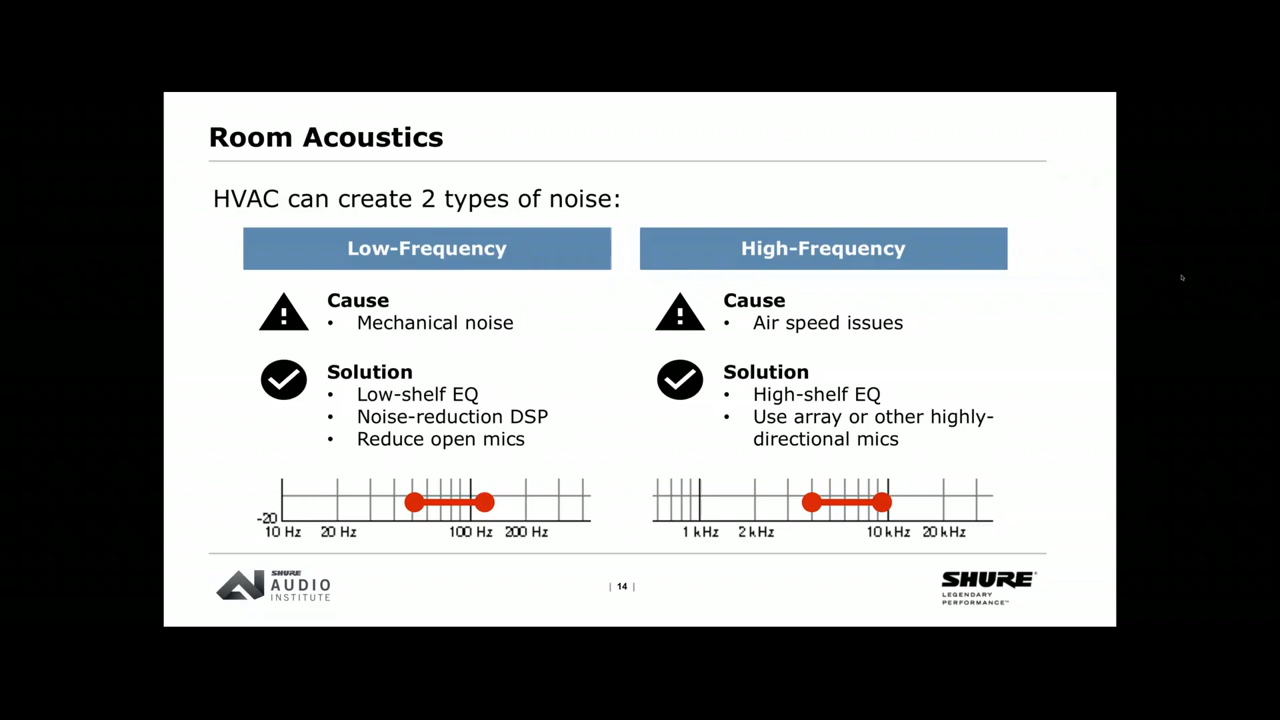 Room Acoustics
HVAC can create 2 types of noise:
Low-Frequency
Cause
• Mechanical noise
Solution
• Low-shelf EQ
• Noise-reduction DSP
• Reduce open mics
-20
10 Hz 20 Hz 100 Hz 200 Hz
High-Frequency
Cause
• Air speed issues
Solution
• High-shelf EQ
• Use array or other highly-
directional mics
1 kHz 2 kHz 10 kHz 20 kHz
SHURE
AUDIO
INSTITUTE
| 14 |
SHURE
LEGENDARY
PERFORMANCE™